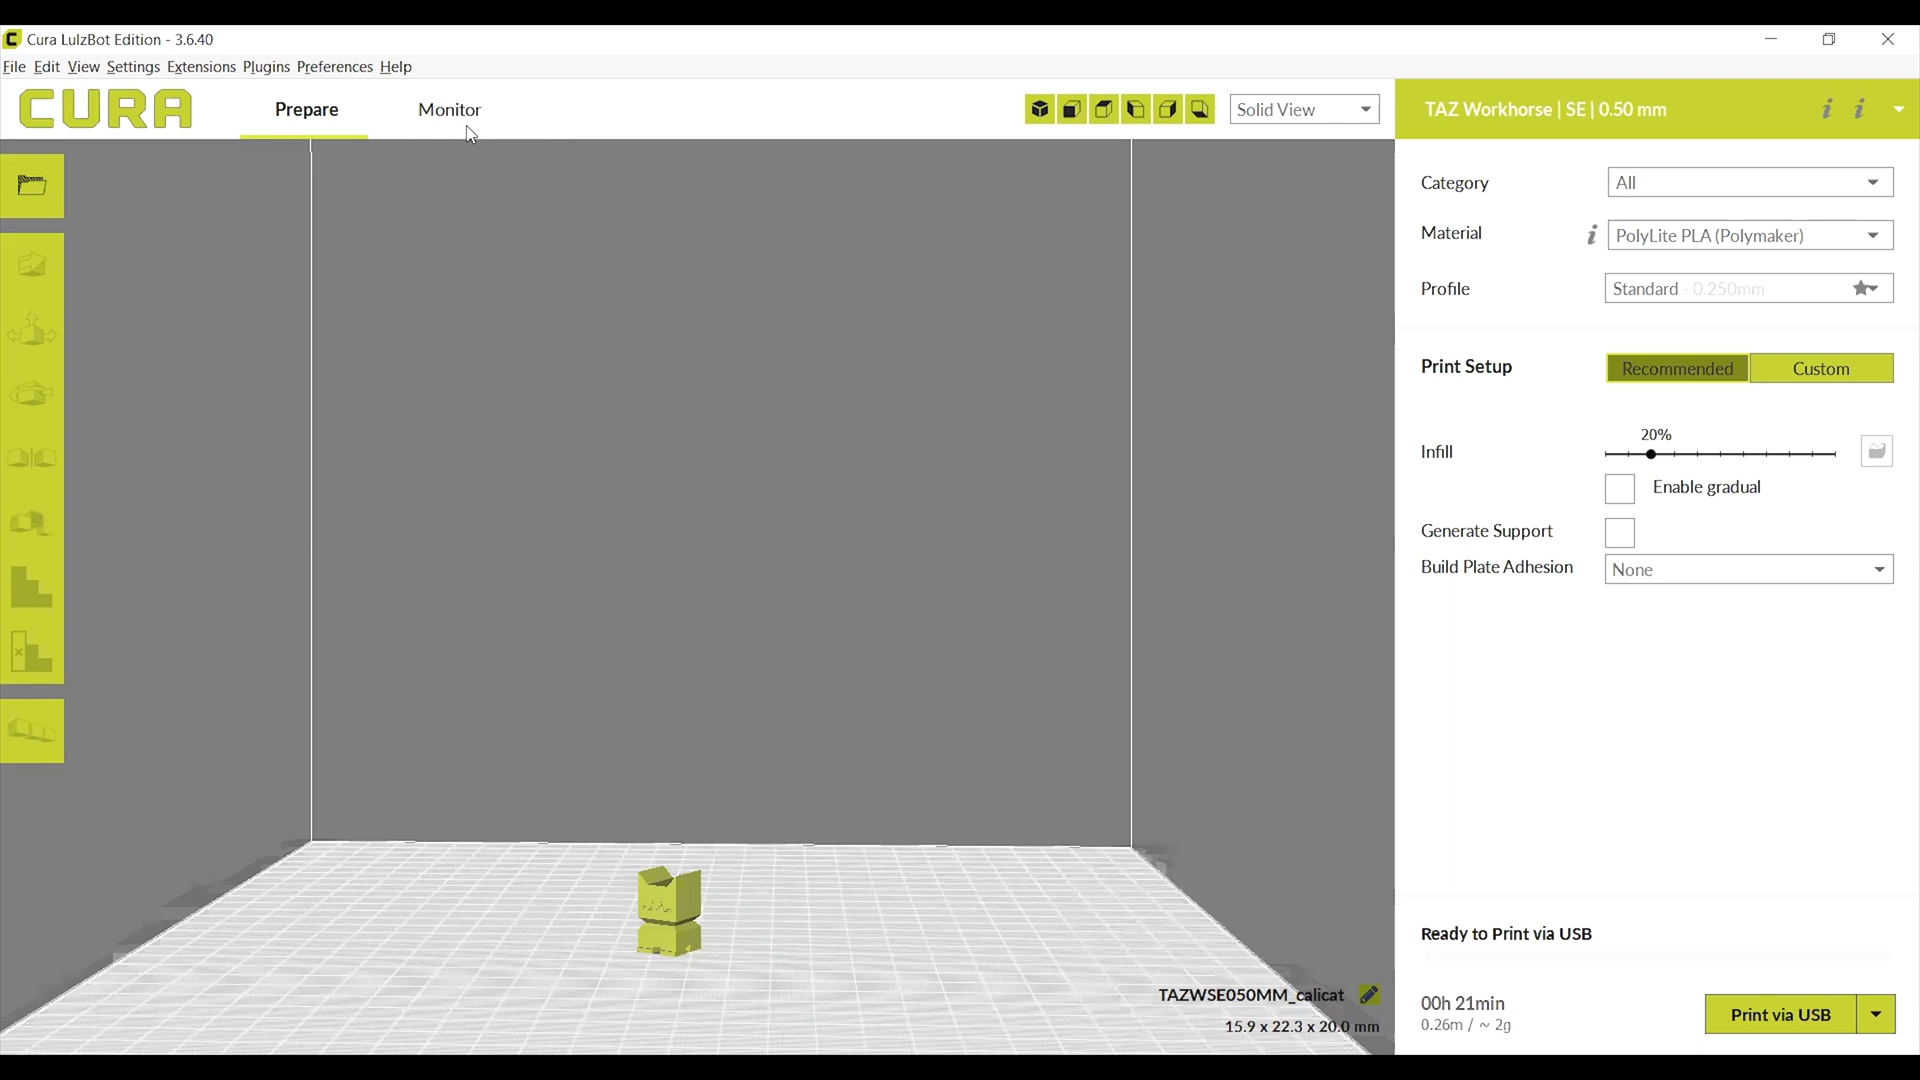 Cura LulzBot Edition - 3.6.40
File Edit View Settings Extensions Plugins Preferences Help
CURA
Prepare
Monitor
Solid View
TAZ Workhorse | SE | 0.50 mm
Category
All
Material
PolyLite PLA (Polymaker)
Profile
Standard - 0.250mm
Print Setup
Recommended
Custom
20%
Infill
Enable gradual
Generate Support
Build Plate Adhesion
None
Ready to Print via USB
TAZWSE050MM_calicat
15.9 x 22.3 x 20.0 mm
00h 21min
0.26m / ~ 2g
Print via USB